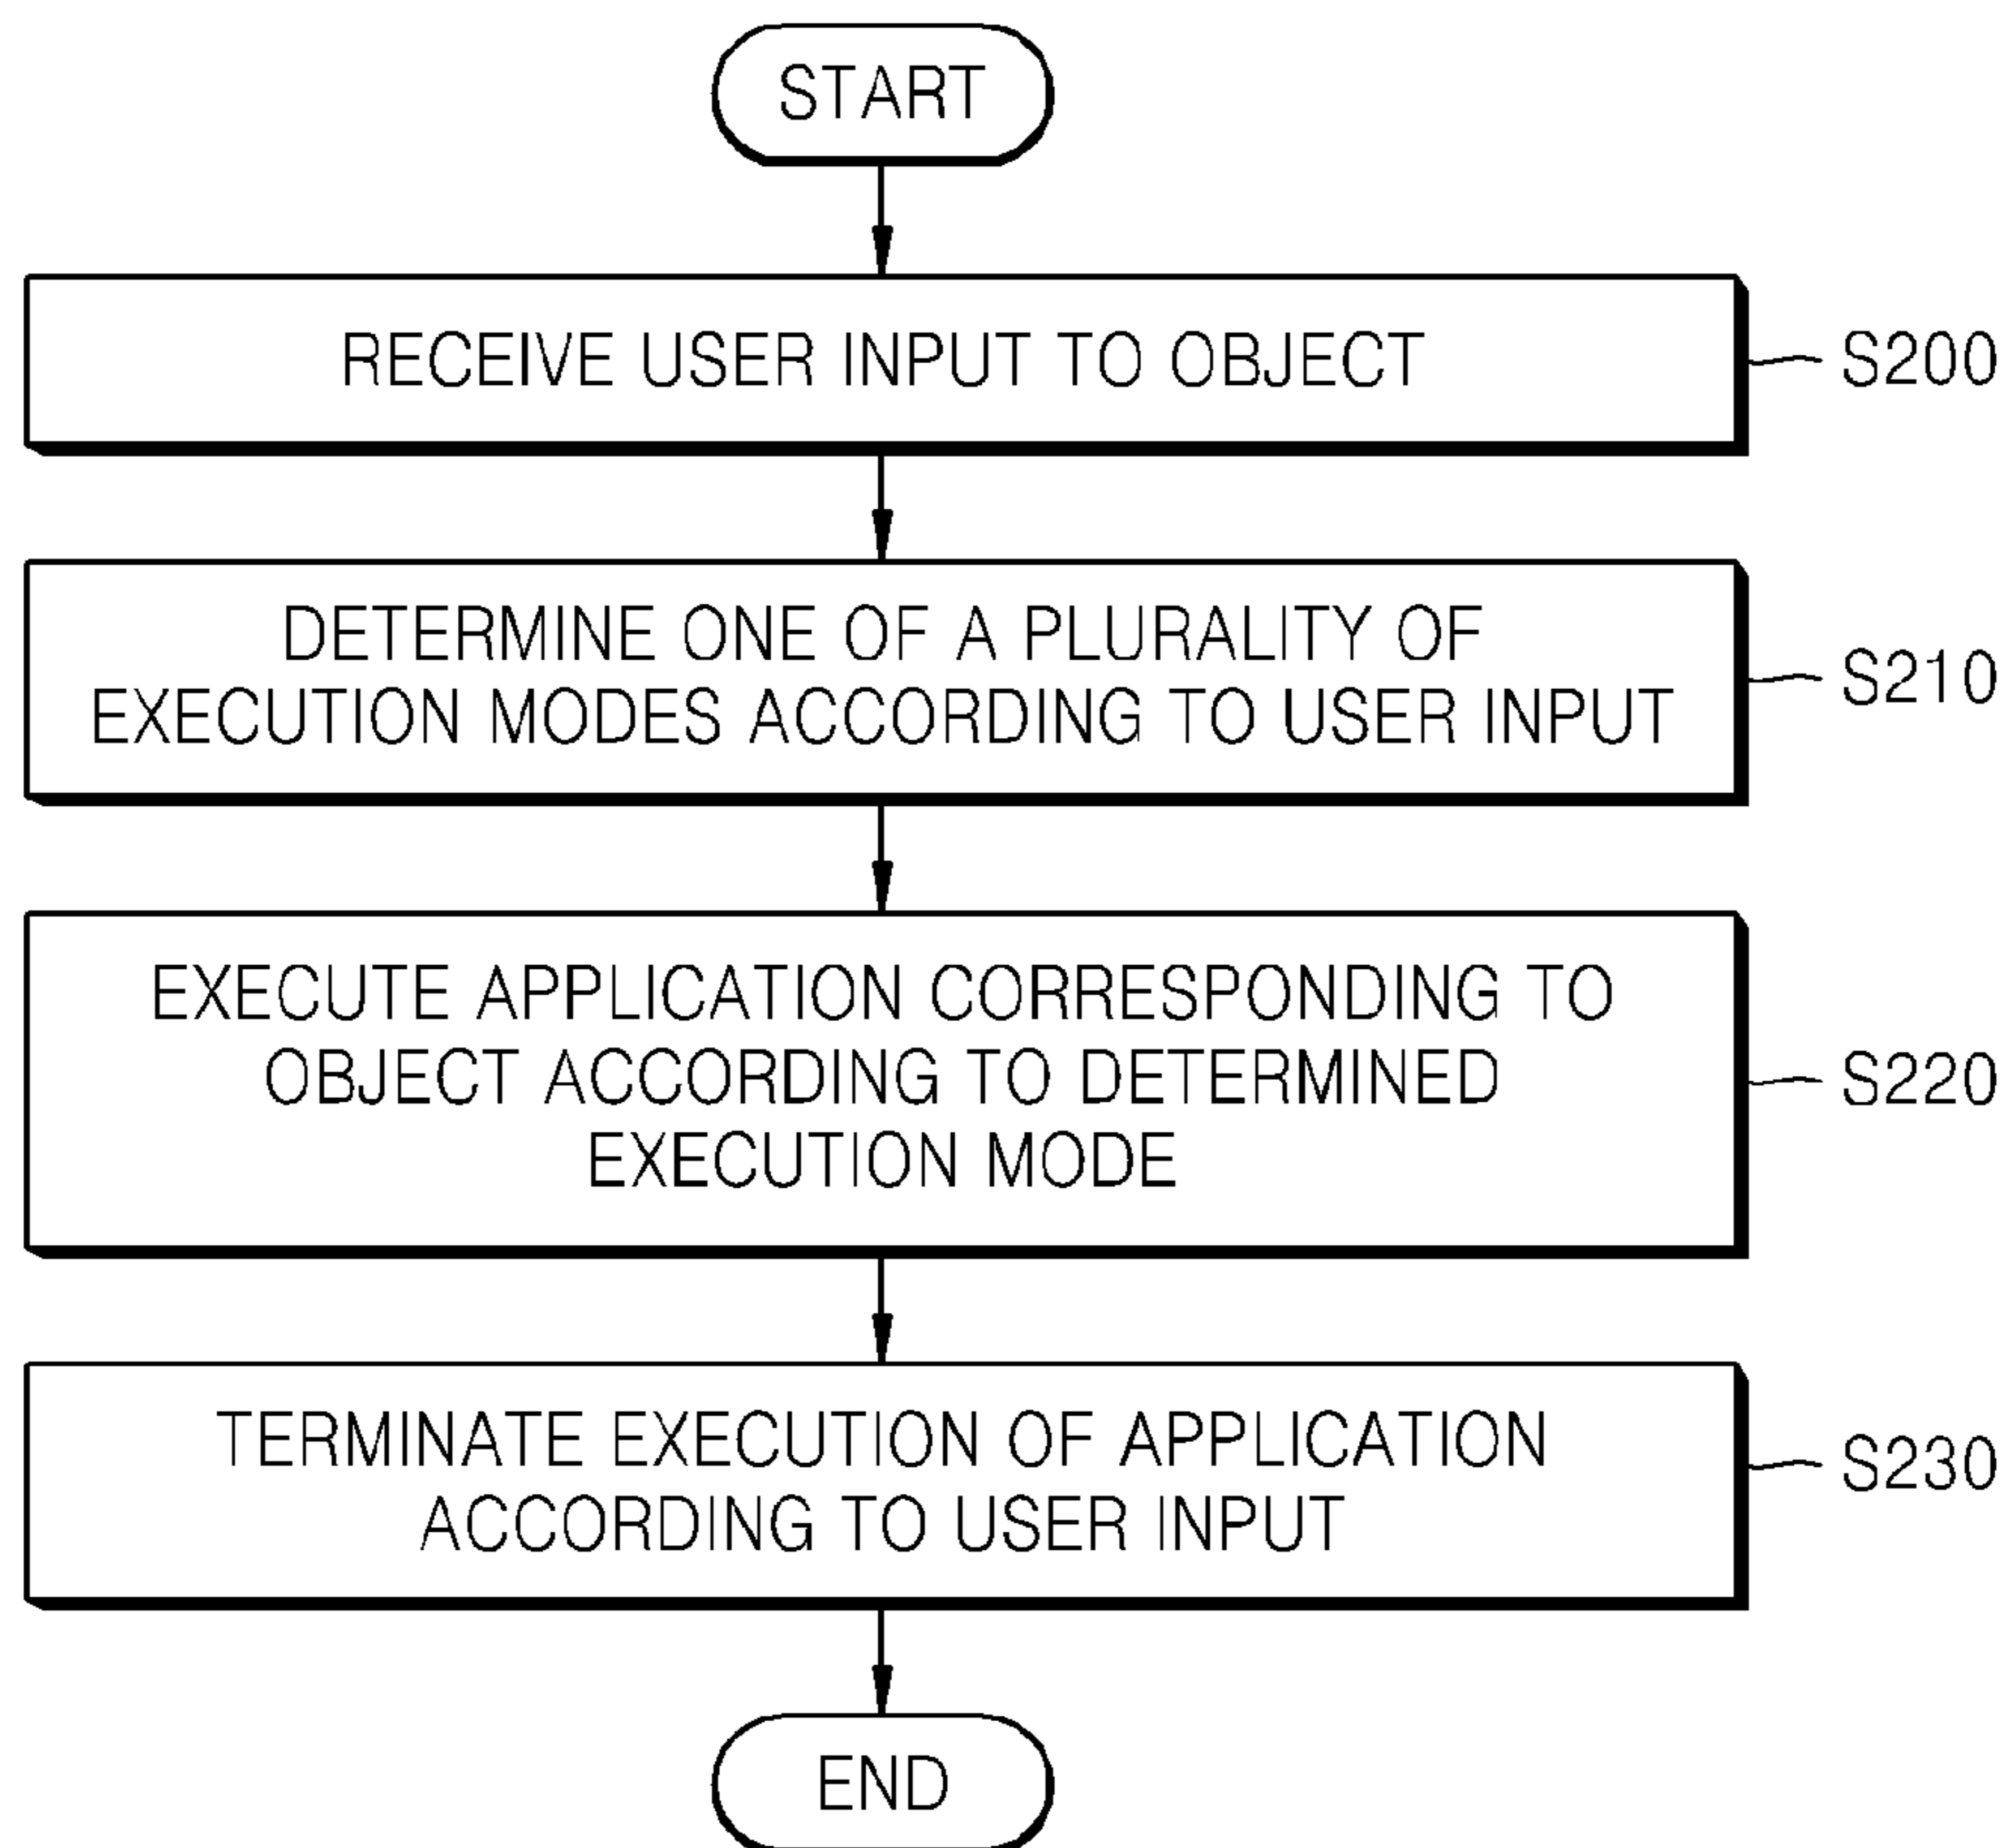 START
RECEIVE USER INPUT TO OBJECT
S200
DETERMINE ONE OF A PLURALITY OF
EXECUTION MODES ACCORDING TO USER INPUT
S210
EXECUTE APPLICATION CORRESPONDING TO
OBJECT ACCORDING TO DETERMINED
EXECUTION MODE
S220
TERMINATE EXECUTION OF APPLICATION
ACCORDING TO USER INPUT
S230
END